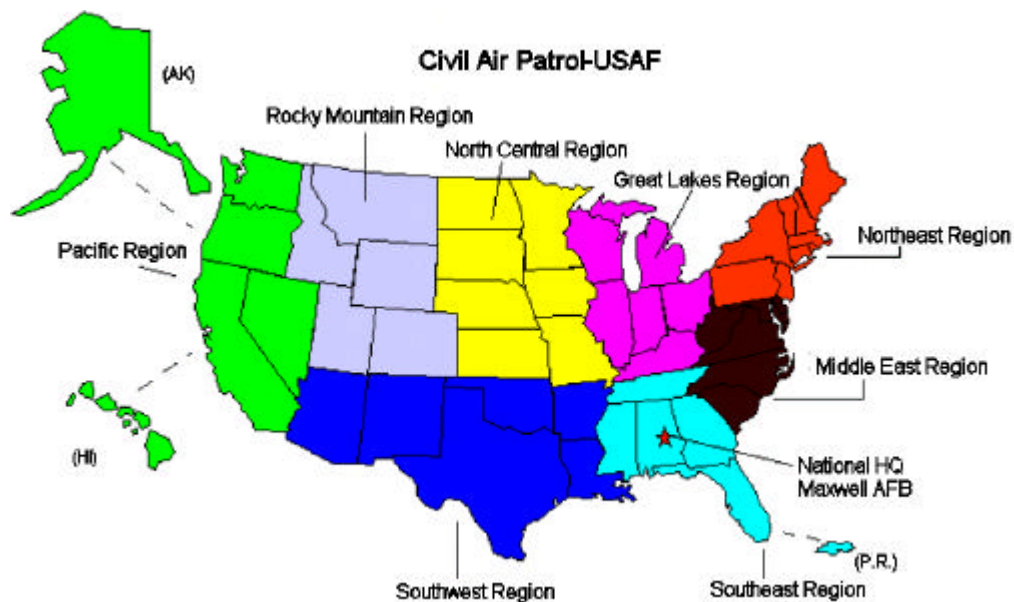 Civil Air Patrol-USAF
(AK)
Rocky Mountain Region
North Central Region
Great Lakes Region
Pacific Region
Northeast Region
Middle East Region
(HI)
National HQ
Maxwell AFB
(P.R.)
Southwest Region
Southeast Region